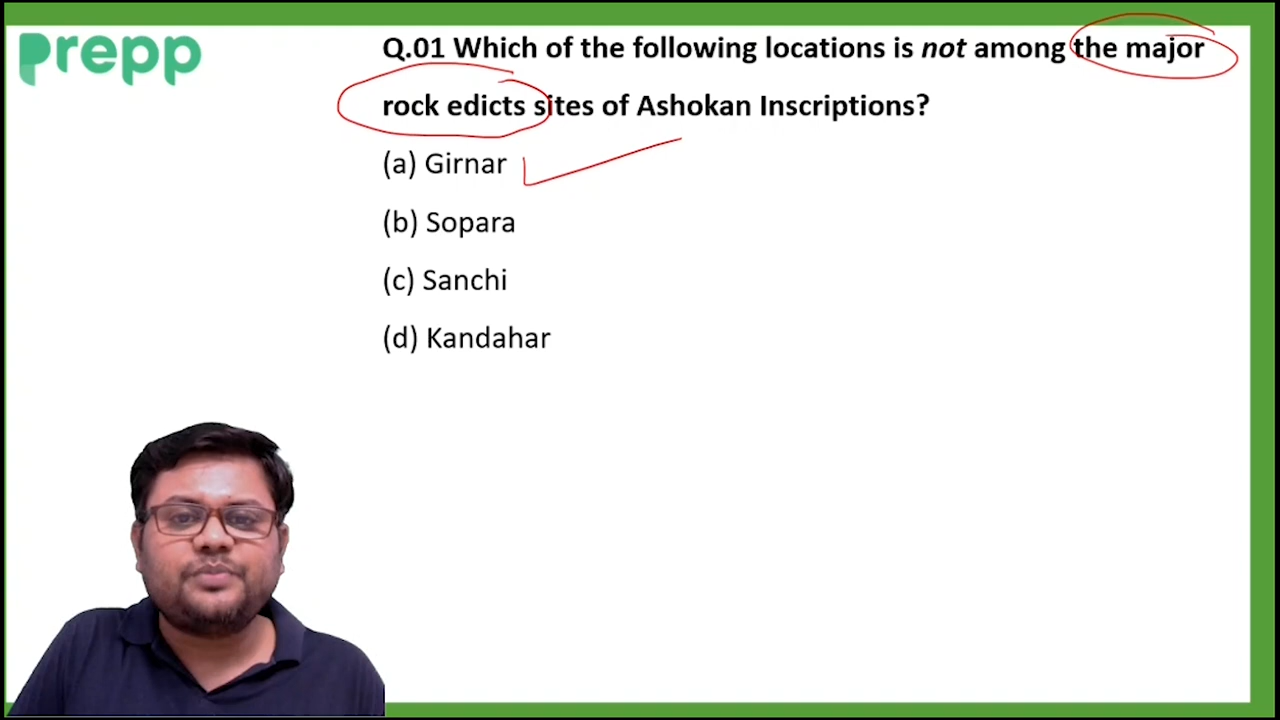 prepp
Q.01 Which of the following locations is not among the major
rock edicts sites of Ashokan Inscriptions?
(a) Girnar
(b) Sopara
(c) Sanchi
(d) Kandahar